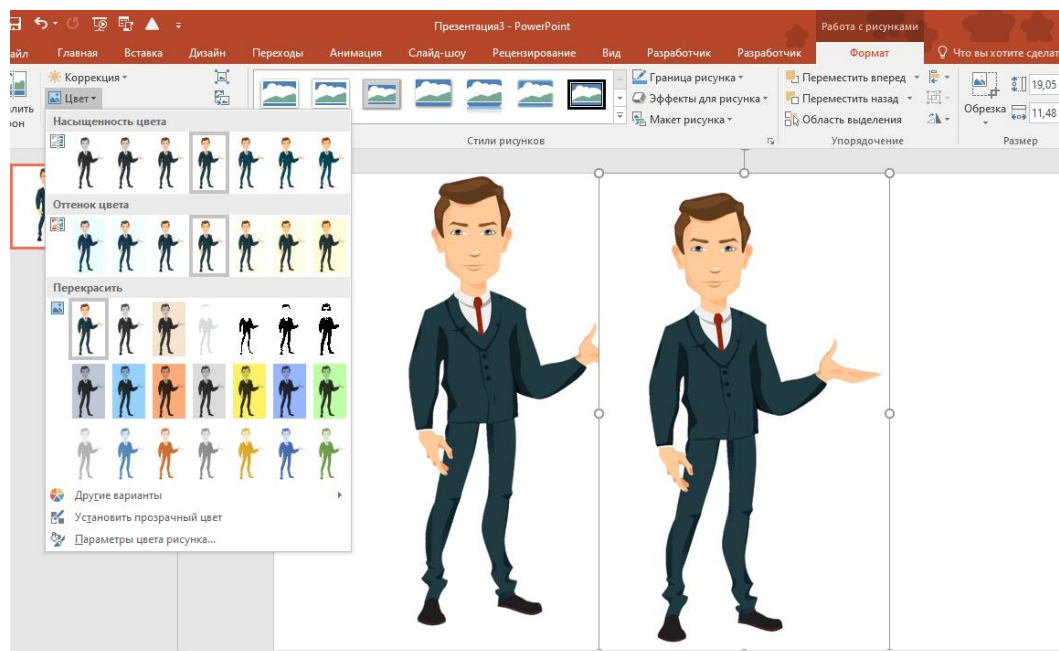 Презентация3 - PowerPoint
Работа с рисунками
айл Главная Вставка Дизайн Переходы Анимация Слайд-шоу Рецензирование Вид Разработчик Разработчик Формат Что вы хотите сделат
Коррекция
Цвет
лить
он
Граница рисунка
Эффекты для рисунка
Макет рисунка
Стили рисунков
Переместить вперед
Переместить назад
Область выделения
Упорядочение
Обрезка
19,05
11,48
Размер
Насыщенность цвета
Оттенок цвета
Перекрасить
Другие варианты
Установить прозрачный цвет
Параметры цвета рисунка...